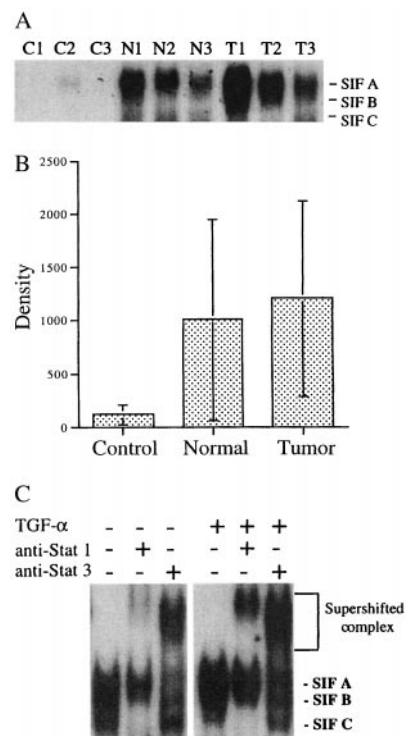 A
C1 C2 C3 N1 N2 N3 T1 T2 T3
- SIF A
- SIF B
- SIF C
B
2500
2000
1500
1000
500
0
Density
Control Normal Tumor
C
TGF-α - - - + + +
anti-Stat 1 - + - - + -
anti-Stat 3 - - + - - +
Supershifted
complex
- SIF A
- SIF B
- SIF C